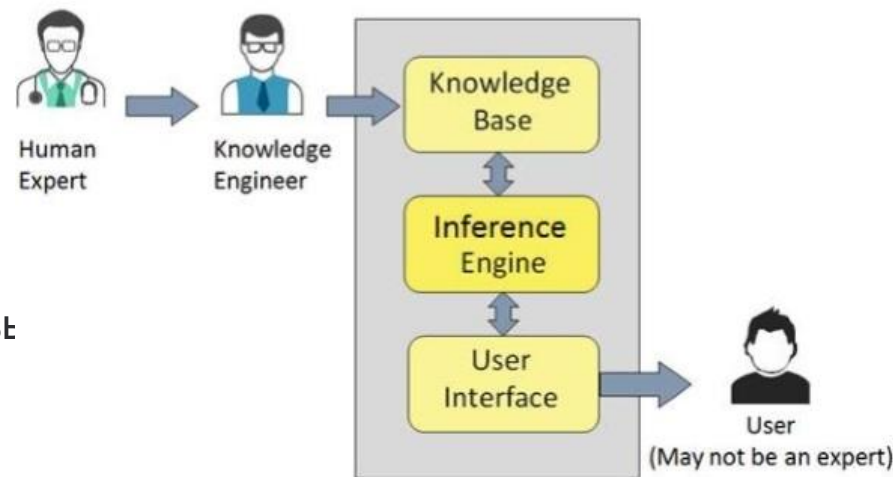 Human
Expert
Knowledge
Engineer
Knowledge
Base
Inference
Engine
User
Interface
User
(May not be an expert)